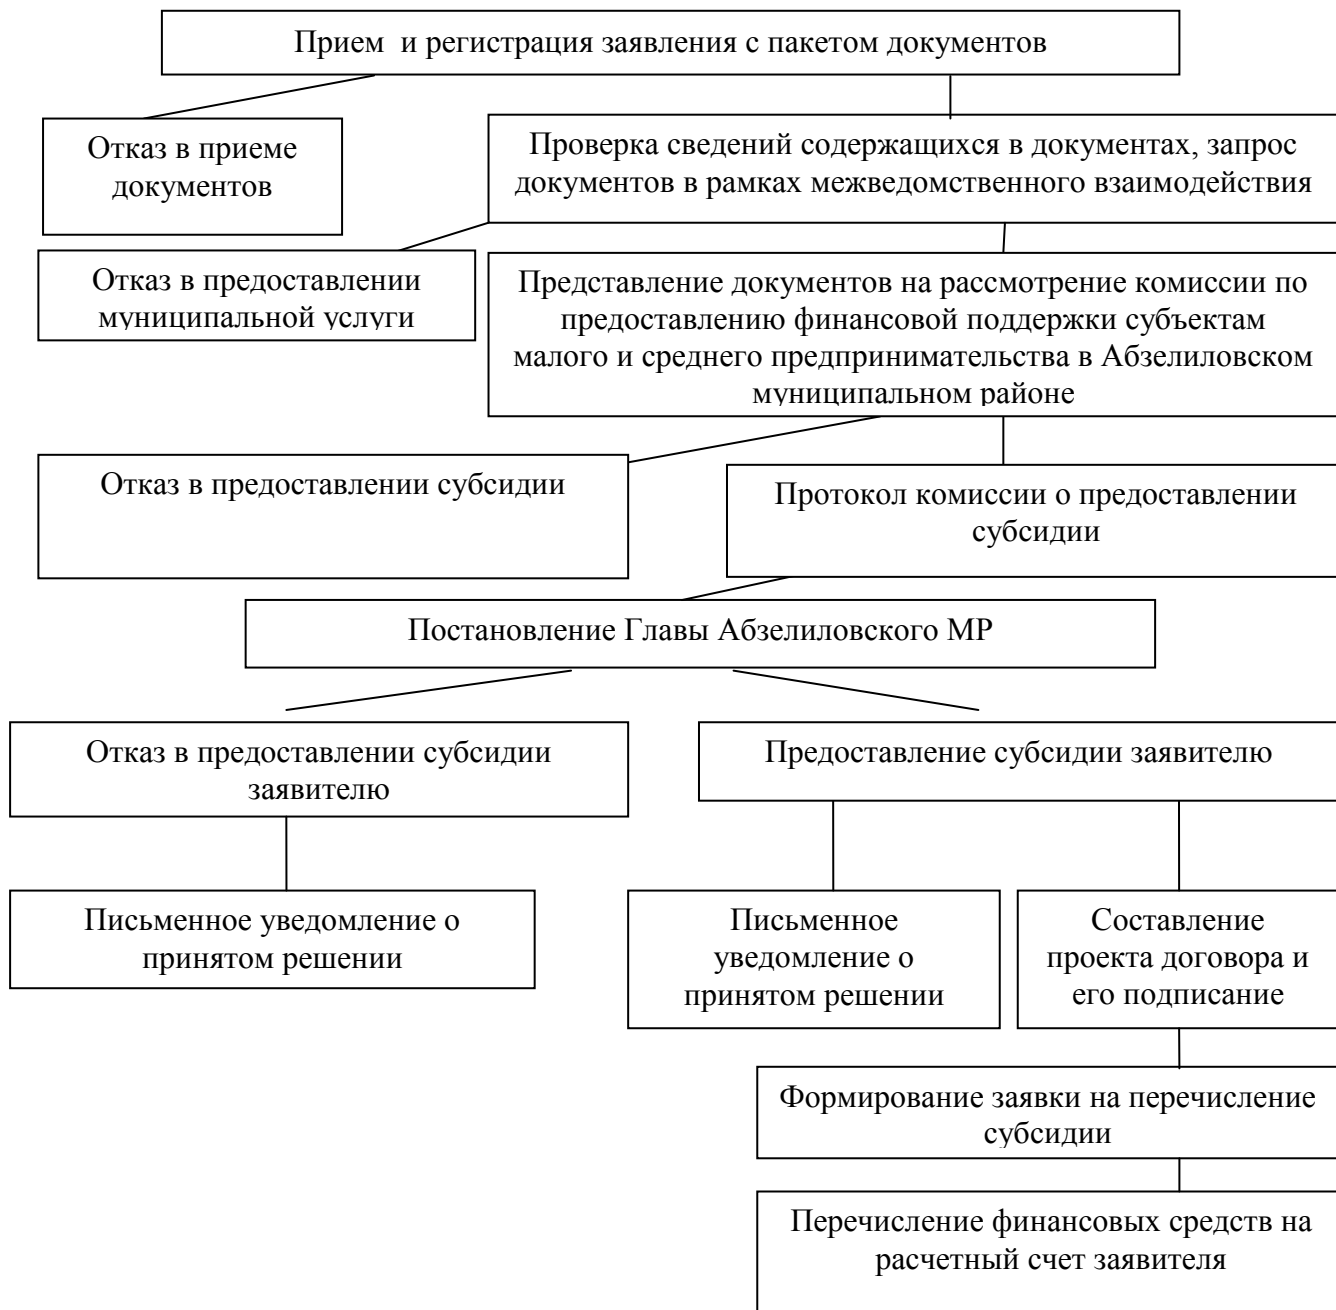 Прием и регистрация заявления с пакетом документов
Отказ в приеме
документов
Проверка сведений содержащихся в документах, запрос
документов в рамках межведомственного взаимодействия
Отказ в предоставлении
муниципальной услуги
Представление документов на рассмотрение комиссии по
предоставлению финансовой поддержки субъектам
малого и среднего предпринимательства в Абзелиловском
муниципальном районе
Отказ в предоставлении субсидии
Протокол комиссии о предоставлении
субсидии
Постановление Главы Абзелиловского МР
Отказ в предоставлении субсидии
заявителю
Предоставление субсидии заявителю
Письменное уведомление о
принятом решении
Письменное
уведомление о
принятом решении
Составление
проекта договора и
его подписание
Формирование заявки на перечисление
субсидии
Перечисление финансовых средств на
расчетный счет заявителя